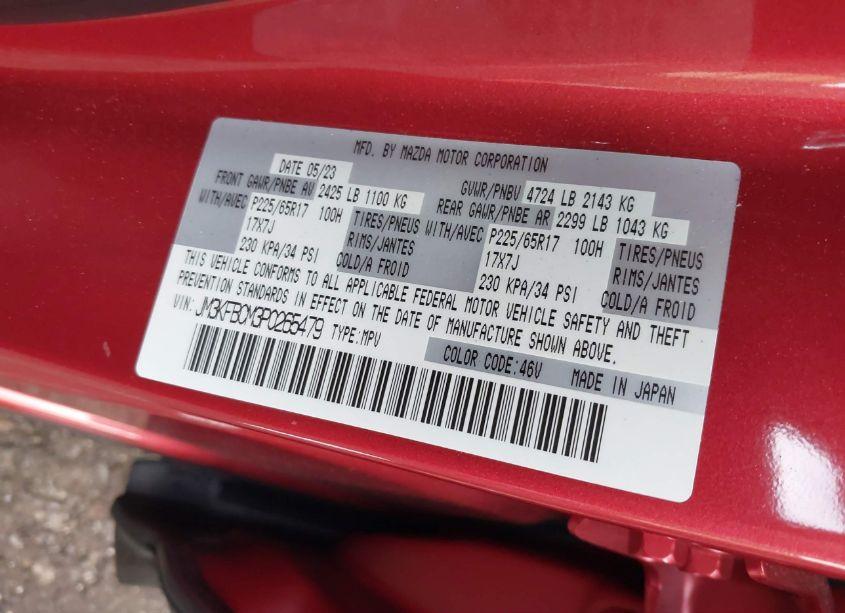 MFD. BY MAZDA MOTOR CORPORATION
DATE 05/23 GVWR/PNBV 4724 LB 2143 KG
FRONT GAWR/PNBE AV 2425 LB 1100 KG REAR GAWR/PNBE AR 2299 LB 1043 KG
WITH/AVEC P225/65R17 100H TIRES/PNEUS WITH/AVEC P225/65R17 100H TIRES/PNEUS
17X7J RIMS/JANTES 17X7J RIMS/JANTES
230 KPA/34 PSI COLD/A FROID 230 KPA/34 PSI COLD/A FROID
THIS VEHICLE CONFORMS TO ALL APPLICABLE FEDERAL MOTOR VEHICLE SAFETY AND THEFT
PREVENTION STANDARDS IN EFFECT ON THE DATE OF MANUFACTURE SHOWN ABOVE.
VIN: JM3KFBCM3P0265479 TYPE:MPV
COLOR CODE:46V MADE IN JAPAN